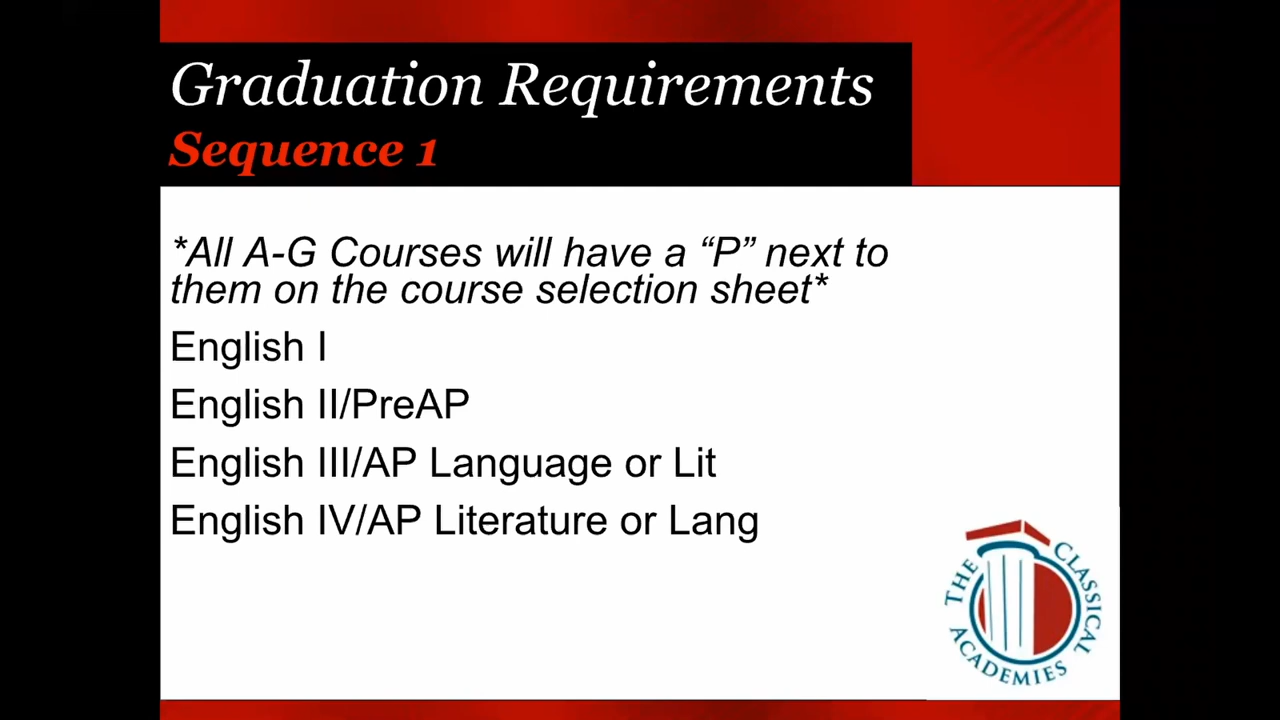 Graduation Requirements
Sequence 1
*All A-G Courses will have a “P” next to
them on the course selection sheet*
English I
English II/PreAP
English III/AP Language or Lit
English IV/AP Literature or Lang
THE CLASSICAL
ACADEMIES